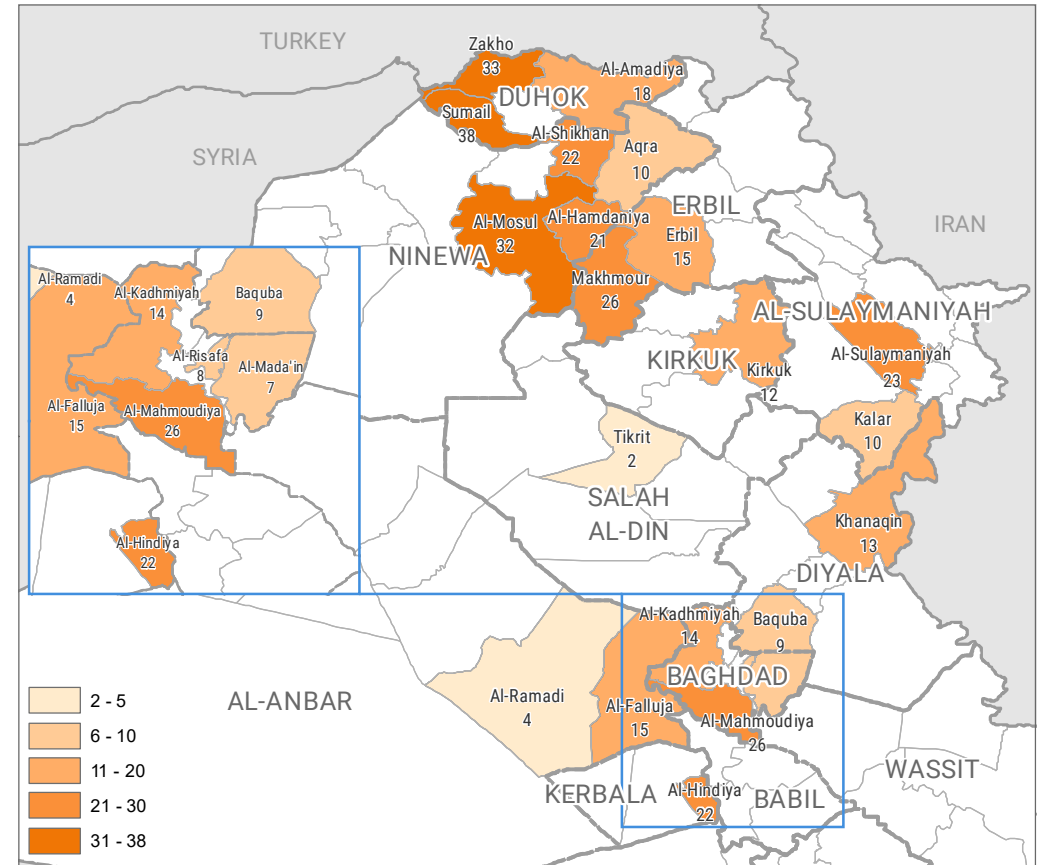 TURKEY
Zakho
33
Al-Amadiya
18
DUHOK
Sumail
38
Al-Shikhan
22
Aqra
10
SYRIA
ERBIL
Al-Mosul
32
Al-Hamdaniya
21
Erbil
15
IRAN
NINEWA
Makhmour
26
AL-SULAYMANIYAH
Al-Sulaymaniyah
23
KIRKUK
Kirkuk
12
Kalar
10
Tikrit
2
SALAH
AL-DIN
Khanaqin
13
DIYALA
Al-Ramadi
4
Al-Kadhmiyah
14
Baquba
9
Al-Risafa
8
Al-Mada'in
7
Al-Falluja
15
Al-Mahmoudiya
26
Al-Hindiya
22
Al-Kadhmiyah
14
Baquba
9
BAGHDAD
AL-ANBAR
Al-Ramadi
4
Al-Falluja
15
Al-Mahmoudiya
26
WASSIT
KERBALA
Al-Hindiya
22
BABIL
2 - 5
6 - 10
11 - 20
21 - 30
31 - 38